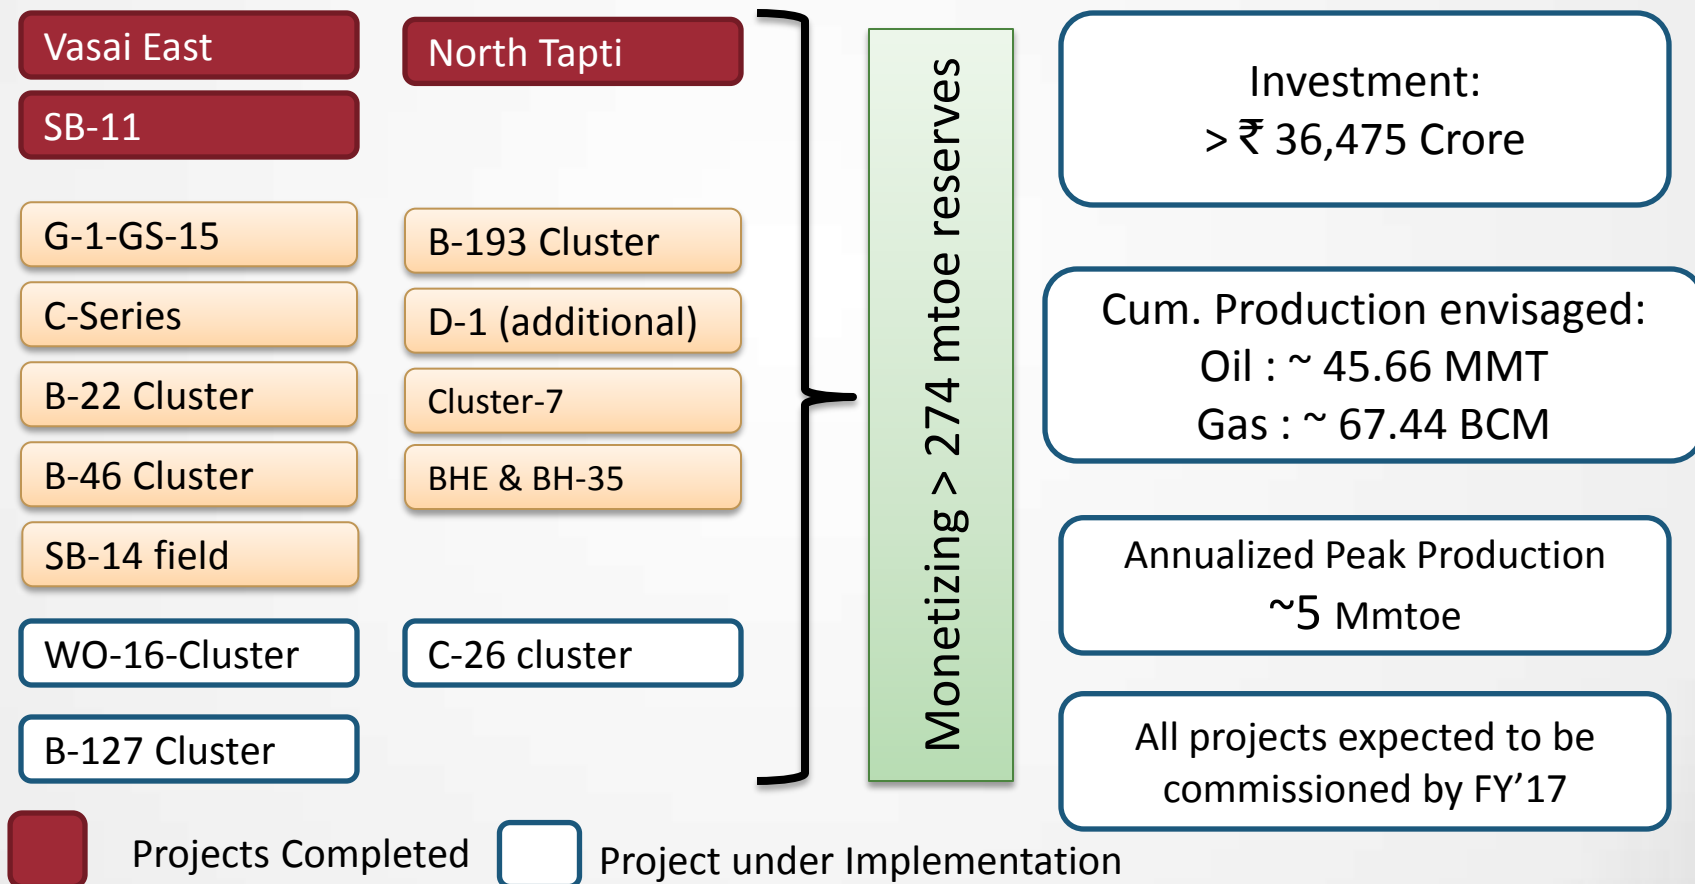 Vasai East
North Tapti
SB-11
G-1-GS-15
B-193 Cluster
C-Series
D-1 (additional)
B-22 Cluster
Cluster-7
B-46 Cluster
BHE & BH-35
SB-14 field
WO-16-Cluster
C-26 cluster
B-127 Cluster
Monetizing > 274 mtoe reserves
Investment:
> ₹ 36,475 Crore
Cum. Production envisaged:
Oil : ~ 45.66 MMT
Gas : ~ 67.44 BCM
Annualized Peak Production
~5 Mmtoe
All projects expected to be
commissioned by FY'17
Projects Completed
Project under Implementation